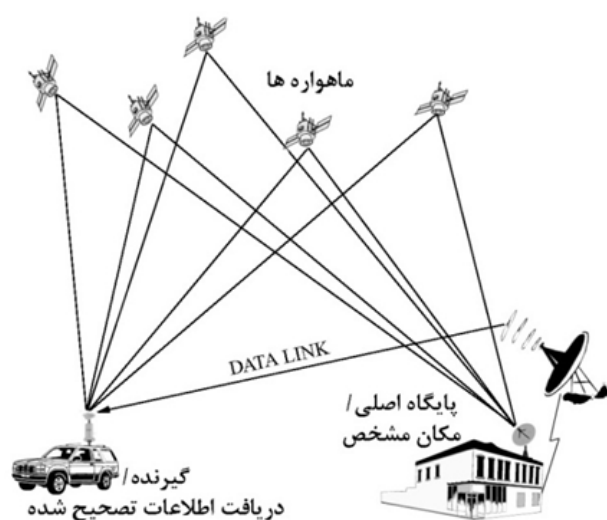 ماهواره ها
DATA LINK
پایگاه اصلی/
مکان مشخص
گیرنده/
دریافت اطلاعات تصحیح شده